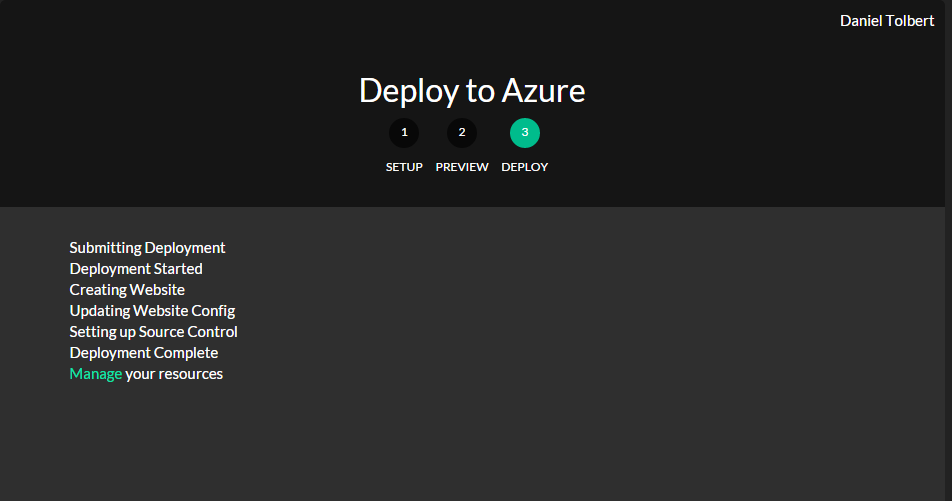 Daniel Tolbert
Deploy to Azure
1 2 3
SETUP PREVIEW DEPLOY
Submitting Deployment
Deployment Started
Creating Website
Updating Website Config
Setting up Source Control
Deployment Complete
Manage your resources